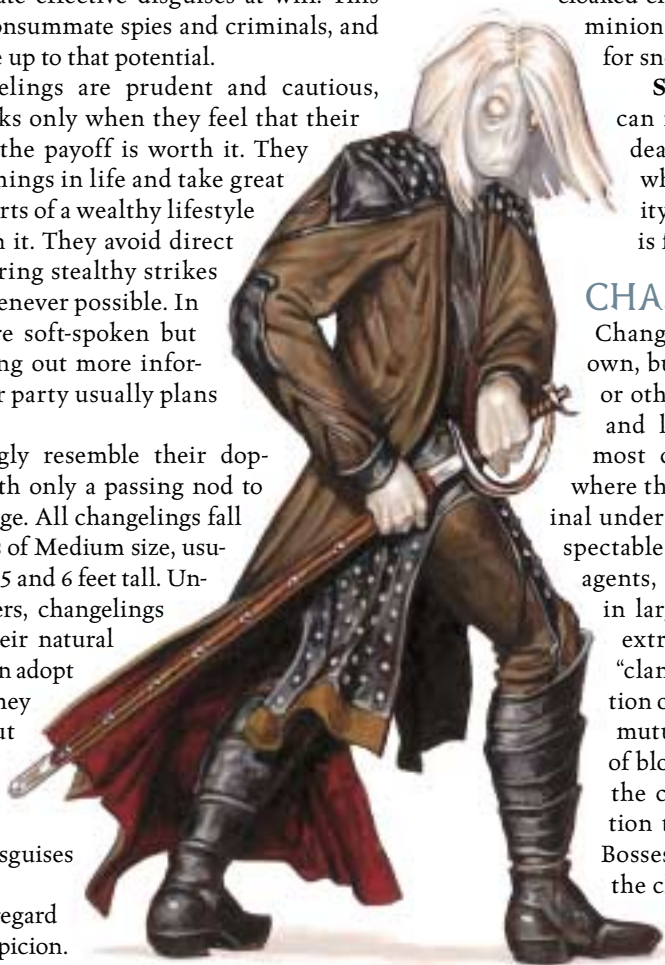 ate effective disguises at will. This
onsummate spies and criminals, and
e up to that potential.
elings are prudent and cautious,
ks only when they feel that their
the payoff is worth it. They
hings in life and take great
rts of a wealthy lifestyle
n it. They avoid direct
ring stealthy strikes
enever possible. In
re soft-spoken but
ng out more infor-
r party usually plans
gly resemble their dop-
th only a passing nod to
ge. All changelings fall
s of Medium size, usu-
5 and 6 feet tall. Un-
ers, changelings
eir natural
n adopt
hey
ut
sguises
regard
picion.
cloaked
minion
for sn
S
can
dea
wh
ity
is f
CHA
Chang
own, bu
or oth
and l
most c
where th
inal under
spectable
agents,
in larg
extr
"clan
tion o
mutu
of blo
the c
tion t
Bosses
the c